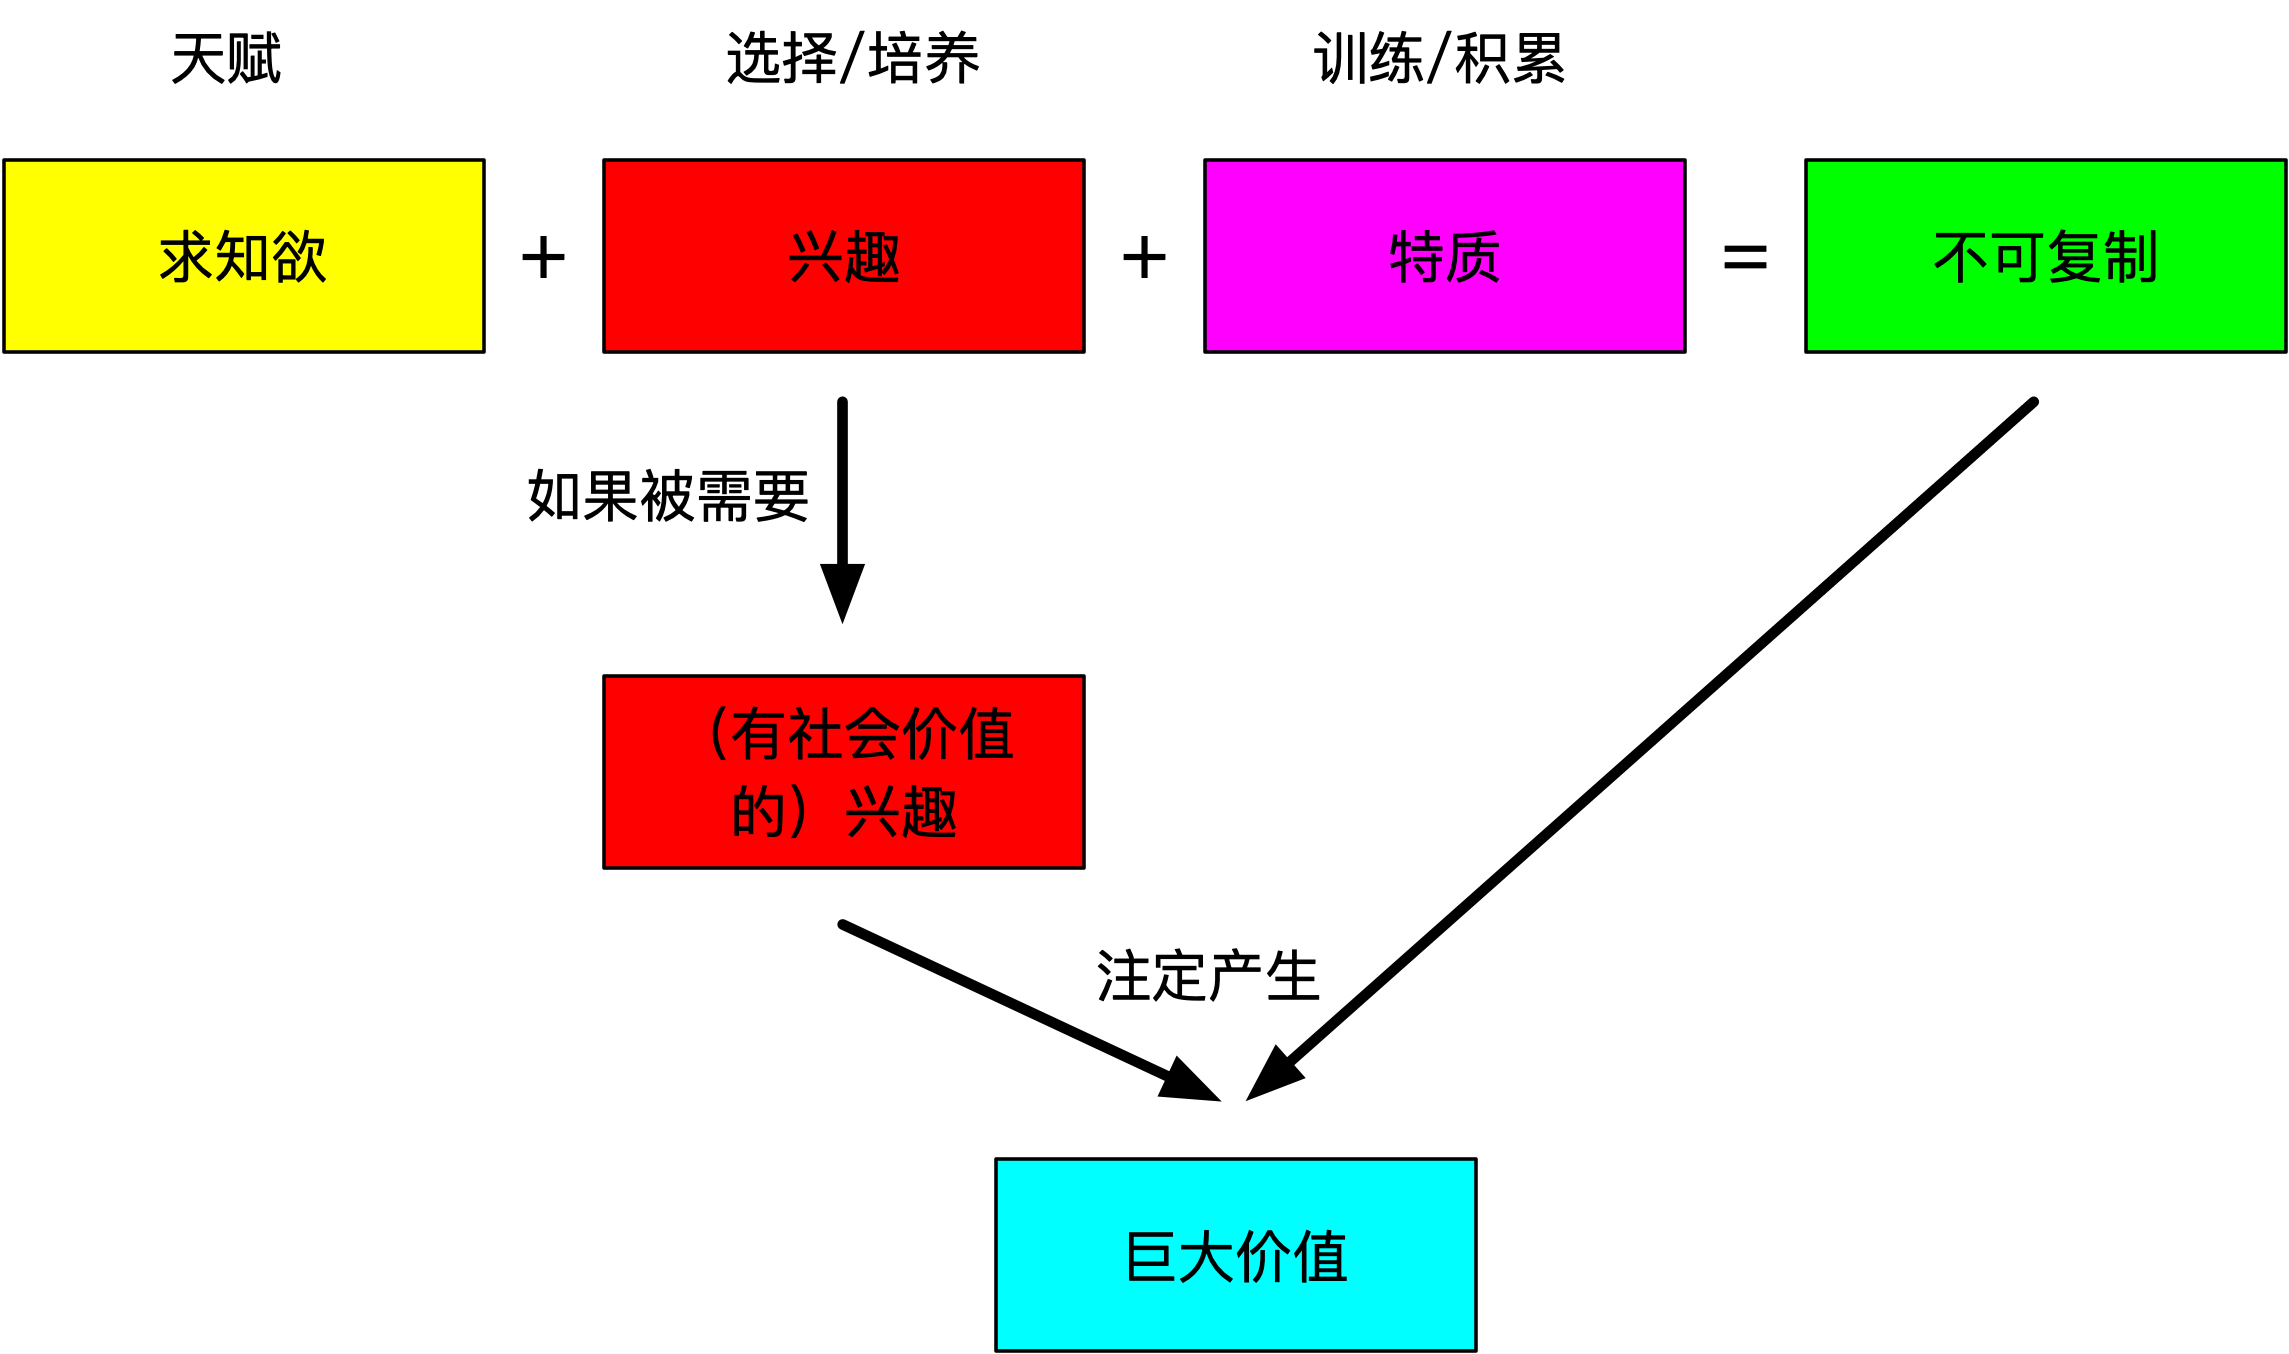 天赋
选择/培养
训练/积累
求知欲
+
兴趣
+
特质
=
不可复制
如果被需要
（有社会价值
的）兴趣
注定产生
巨大价值